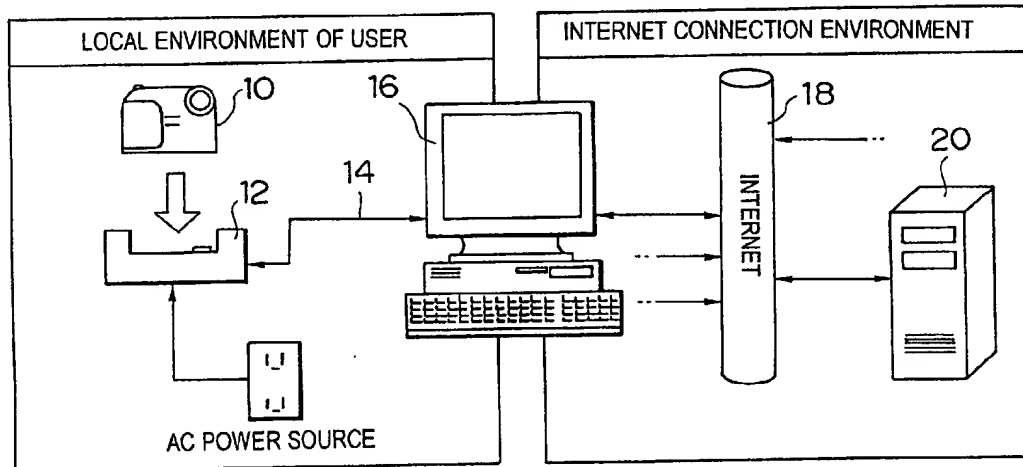 LOCAL ENVIRONMENT OF USER
INTERNET CONNECTION ENVIRONMENT
10
16
18
20
12
14
INTERNET
AC POWER SOURCE